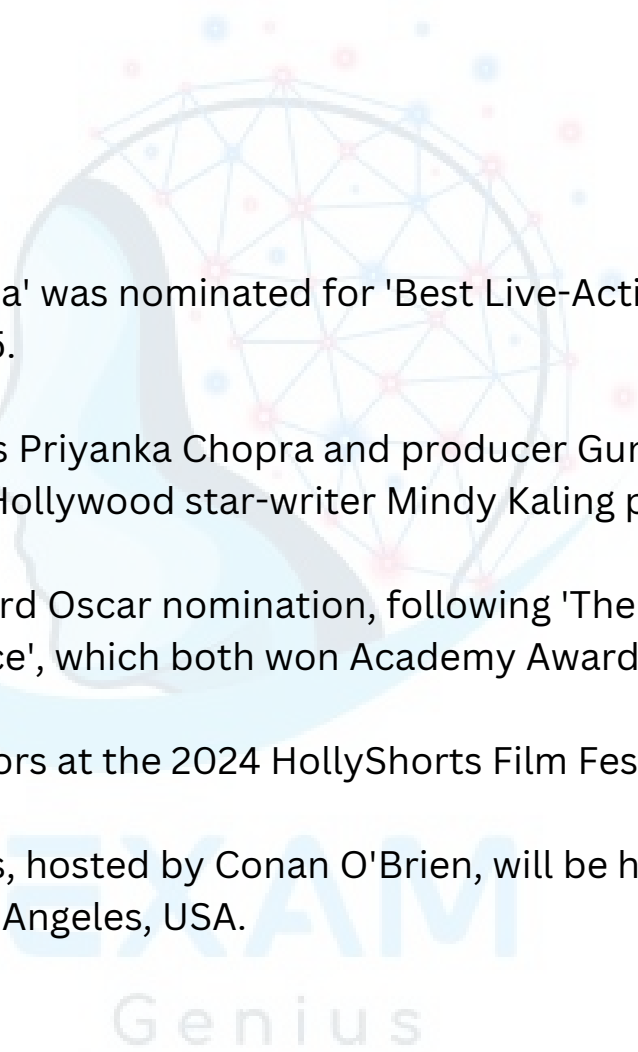 a' was nominated for 'Best Live-Acti
5.
s Priyanka Chopra and producer Gun
Hollywood star-writer Mindy Kaling p
rd Oscar nomination, following 'The
ce', which both won Academy Award
ors at the 2024 HollyShorts Film Fes
s, hosted by Conan O'Brien, will be h
Angeles, USA.
EXAM
Genius